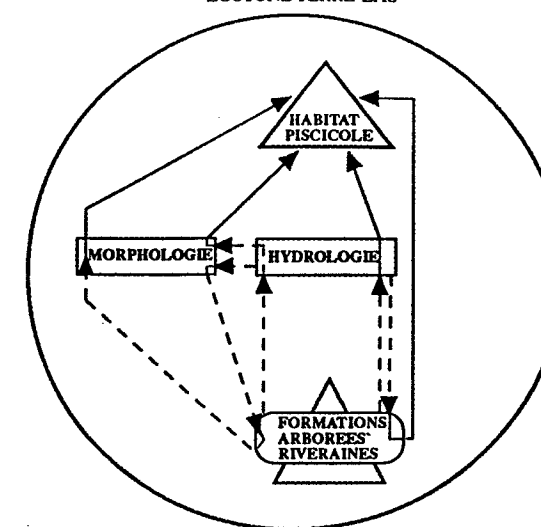 HABITAT
PISCICOLE
MORPHOLOGIE
HYDROLOGIE
FORMATIONS
ARBOREES`
RIVERAINES